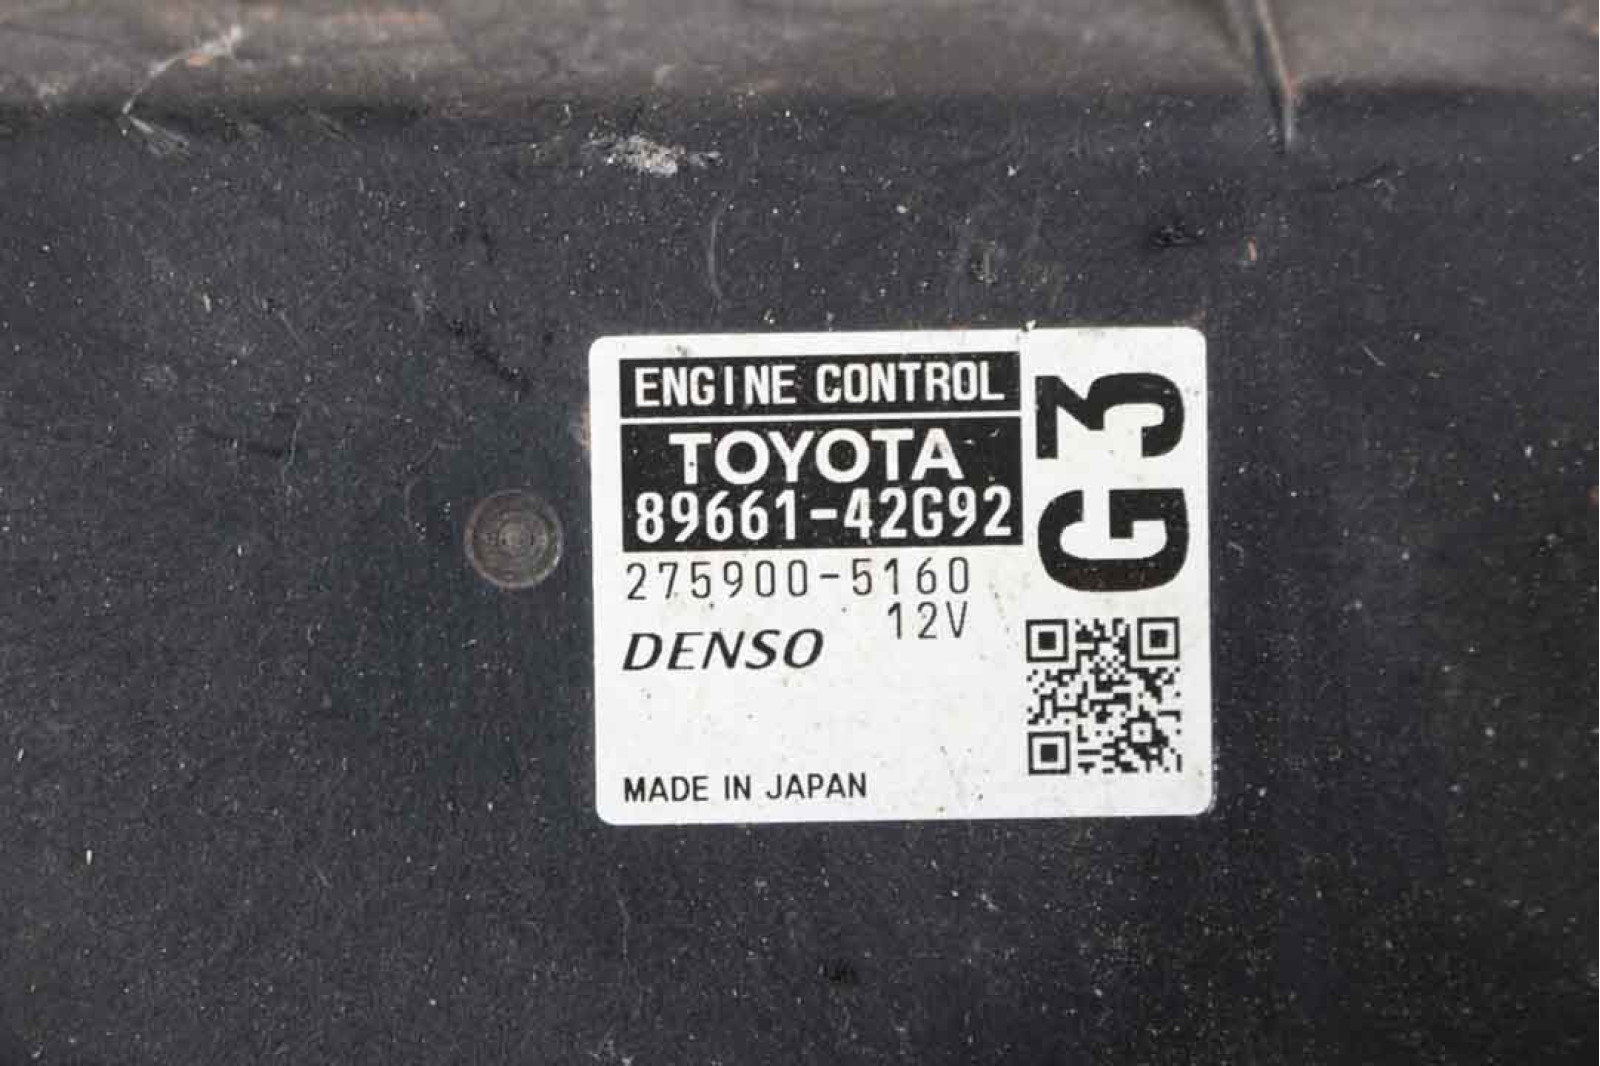 ENGINE CONTROL
TOYOTA
89661-42G92
275900-5160
12V
DENSO
MADE IN JAPAN
G3